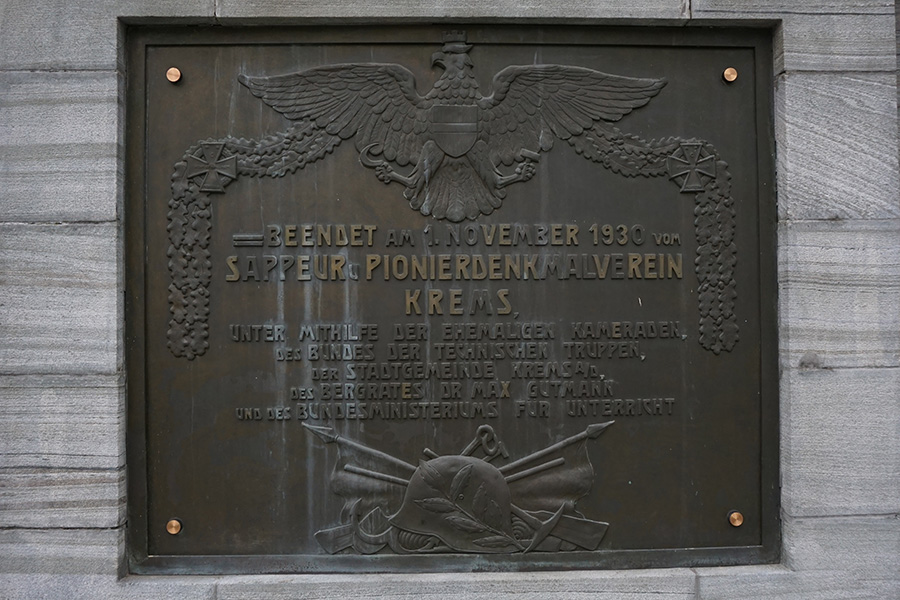 BEENDET AM 1. NOVEMBER 1930 VOM
SAPPEUR. U. PIONIERDENKMALVEREIN
KREMS,
UNTER MITHILFE DER EHEMALIGEN KAMERADEN,
DES BUNDES DER TECHNISCHEN TRUPPEN,
DER STADTGEMEINDE KREMS A/D,
DES BERGRATES DR MAX GUTMANN
UND DES BUNDESMINISTERIUMS FÜR UNTERRICHT